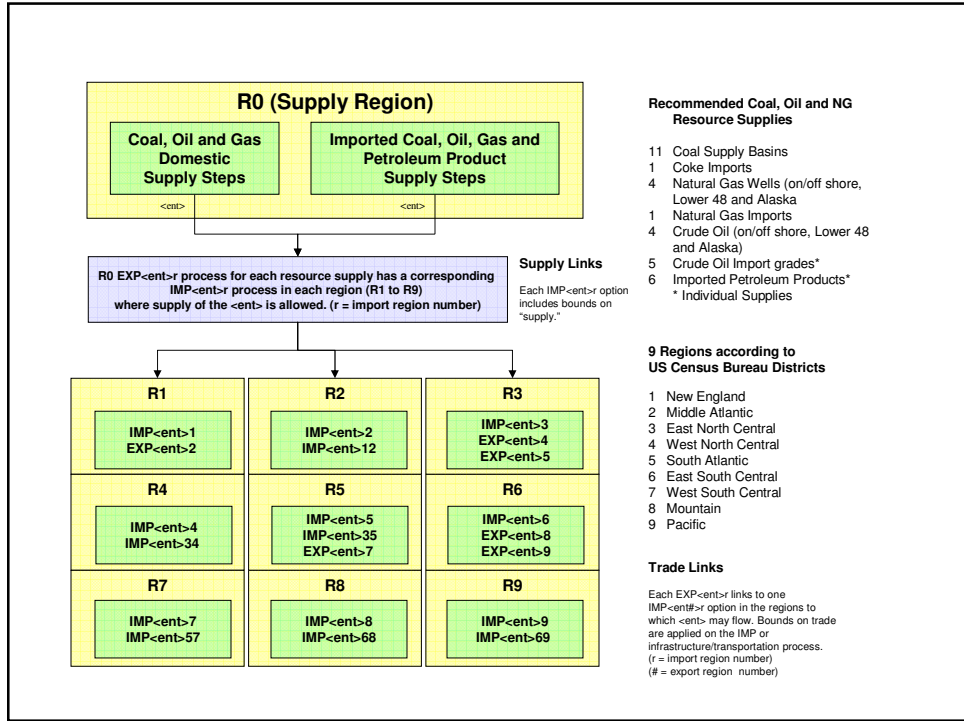 R0 (Supply Region)
Coal, Oil and Gas
Domestic
Supply Steps
Imported Coal, Oil, Gas and
Petroleum Product
Supply Steps
<ent>
<ent>
R0 EXP<ent>r process for each resource supply has a corresponding
IMP<ent>r process in each region (R1 to R9)
where supply of the <ent> is allowed. (r = import region number)
Supply Links
Each IMP<ent>r option
includes bounds on
“supply.”
R1
IMP<ent>1
EXP<ent>2
R2
IMP<ent>2
IMP<ent>12
R3
IMP<ent>3
EXP<ent>4
EXP<ent>5
R4
IMP<ent>4
IMP<ent>34
R5
IMP<ent>5
IMP<ent>35
EXP<ent>7
R6
IMP<ent>6
EXP<ent>8
EXP<ent>9
R7
IMP<ent>7
IMP<ent>57
R8
IMP<ent>8
IMP<ent>68
R9
IMP<ent>9
IMP<ent>69
Recommended Coal, Oil and NG
Resource Supplies
11 Coal Supply Basins
1 Coke Imports
4 Natural Gas Wells (on/off shore,
Lower 48 and Alaska
1 Natural Gas Imports
4 Crude Oil (on/off shore, Lower 48
and Alaska)
5 Crude Oil Import grades*
6 Imported Petroleum Products*
* Individual Supplies
9 Regions according to
US Census Bureau Districts
1 New England
2 Middle Atlantic
3 East North Central
4 West North Central
5 South Atlantic
6 East South Central
7 West South Central
8 Mountain
9 Pacific
Trade Links
Each EXP<ent>r links to one
IMP<ent#>r option in the regions to
which <ent> may flow. Bounds on trade
are applied on the IMP or
infrastructure/transportation process.
(r = import region number)
(# = export region number)